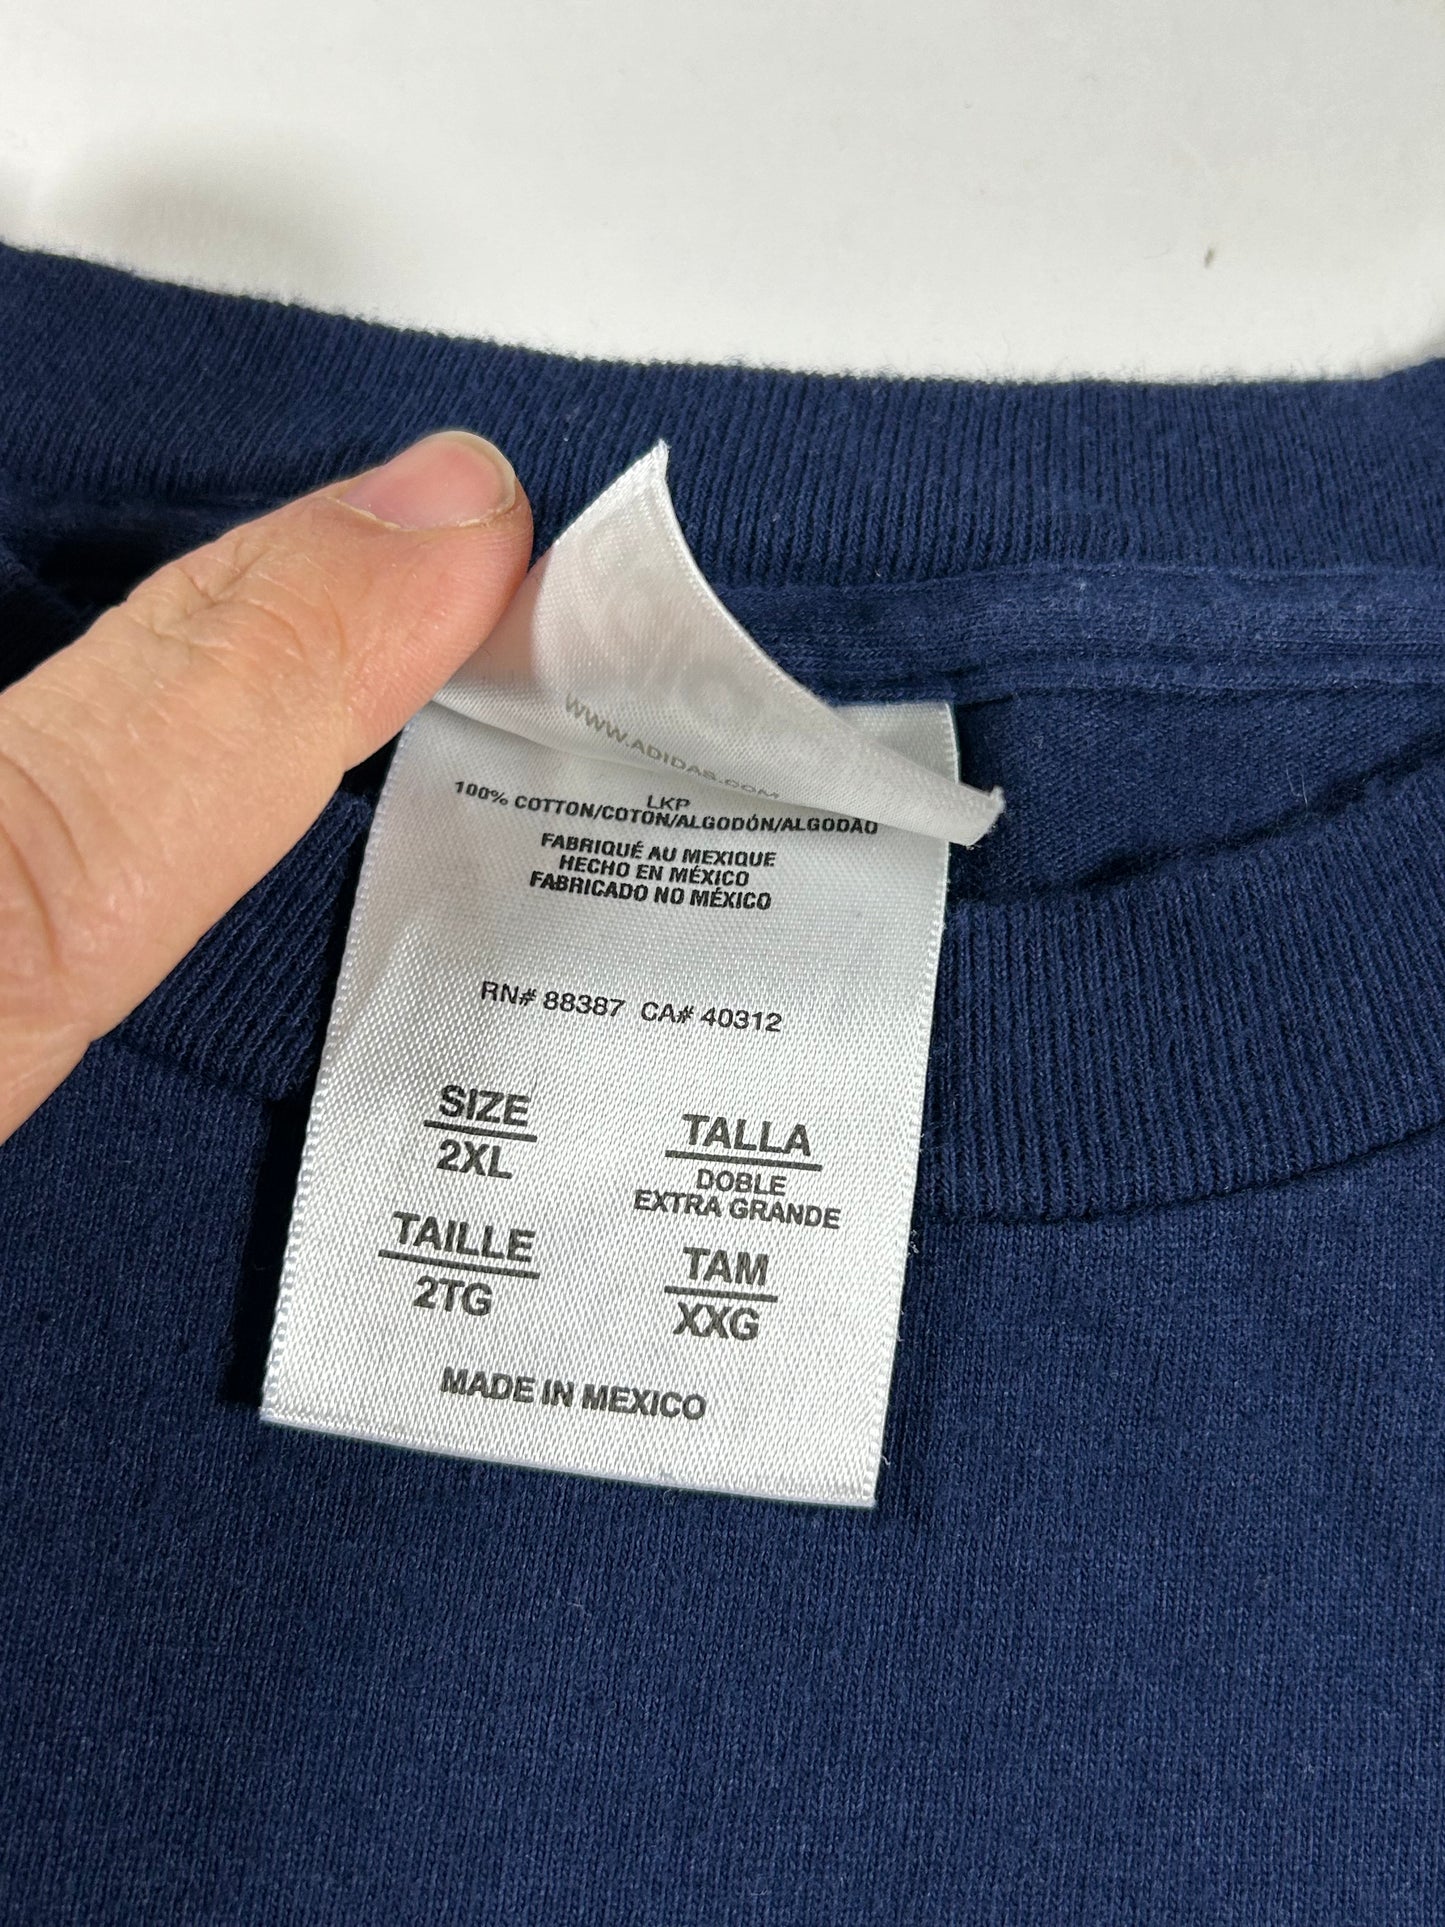 WWW.ADIDAS.COM
LKP
100% COTTON/COTON/ALGODÓN/ALGODÃO
FABRIQUÉ AU MEXIQUE
HECHO EN MÉXICO
FABRICADO NO MÉXICO
RN# 88387 CA# 40312
SIZE
2XL
TALLA
DOBLE
EXTRA GRANDE
TAILLE
2TG
TAM
XXG
MADE IN MEXICO